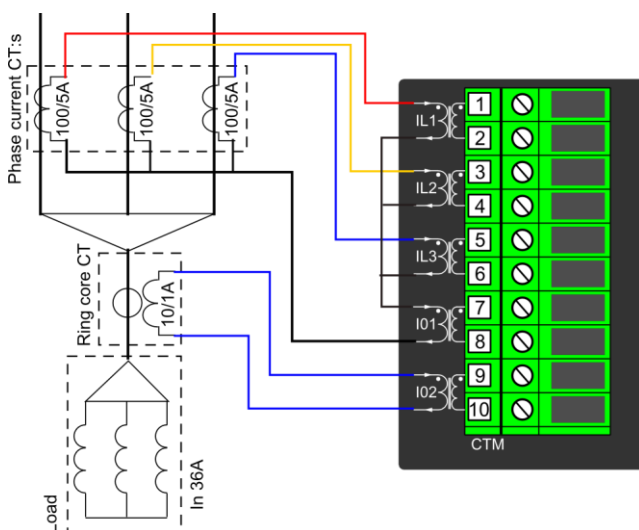 Phase current CT:s
100/5A
100/5A
100/5A
IL1
1
2
IL2
3
4
IL3
5
6
I01
7
8
I02
9
10
CTM
Ring core CT
10/1A
Load
In 36A